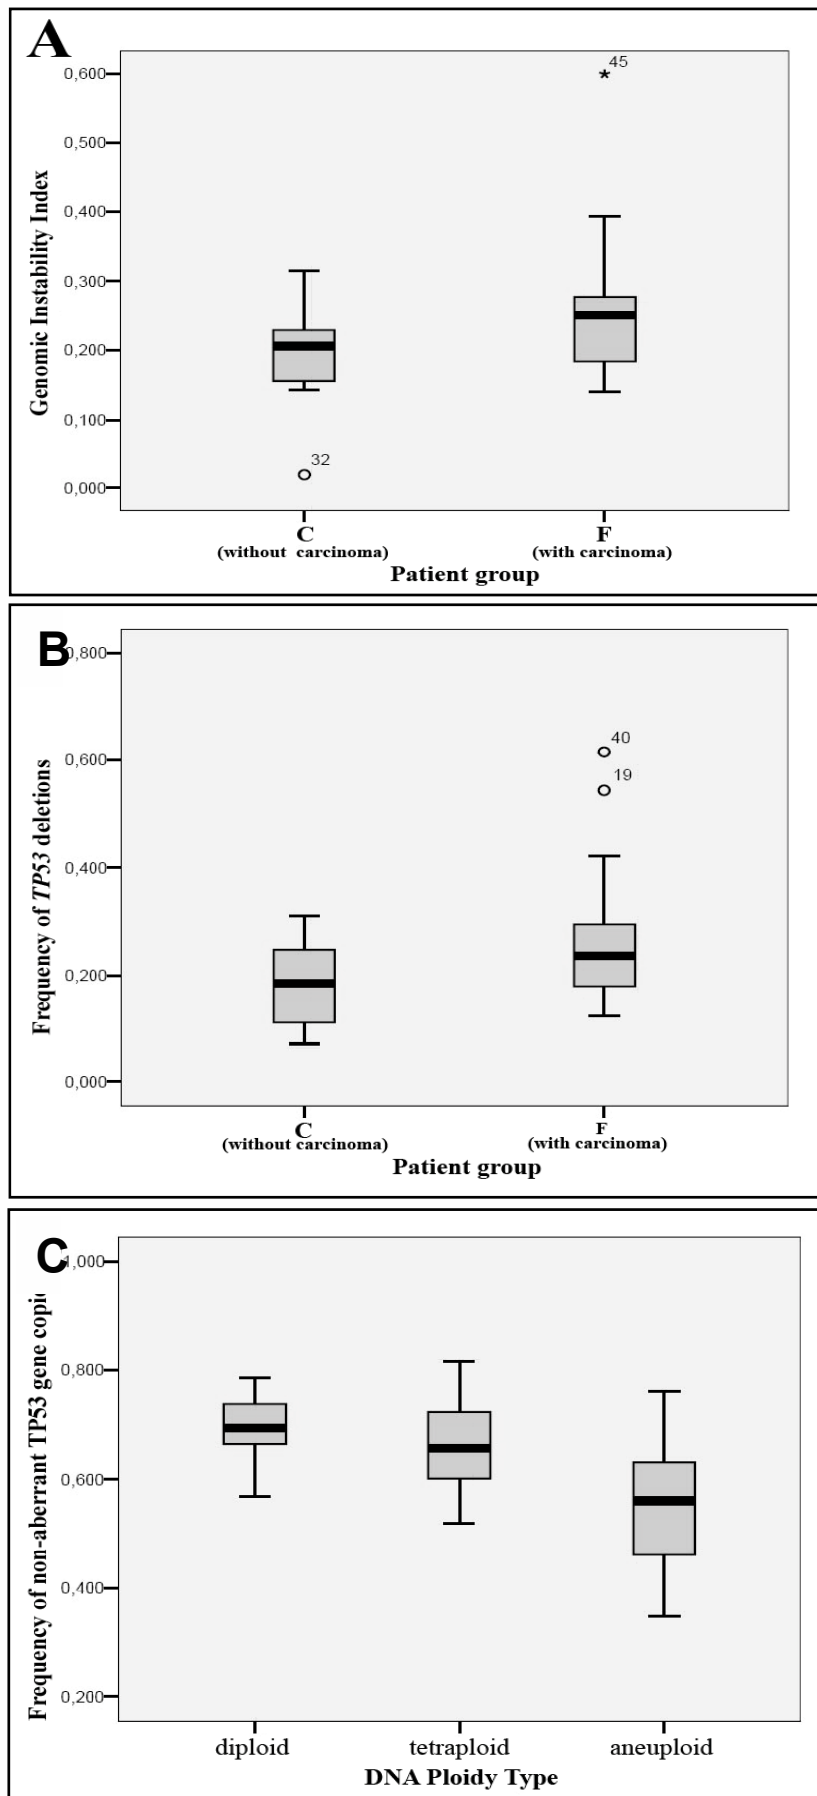 A
Genomic Instability Index
0,600
0,500
0,400
0,300
0,200
0,100
0,000
45
32
C
(without carcinoma)
F
(with carcinoma)
Patient group
B
Frequency of TP53 deletions
0,800
0,600
0,400
0,200
0,000
40
19
C
(without carcinoma)
F
(with carcinoma)
Patient group
C
Frequency of non-aberrant TP53 gene
1,000
0,800
0,600
0,400
0,200
diploid
tetraploid
aneuploid
DNA Ploidy Type